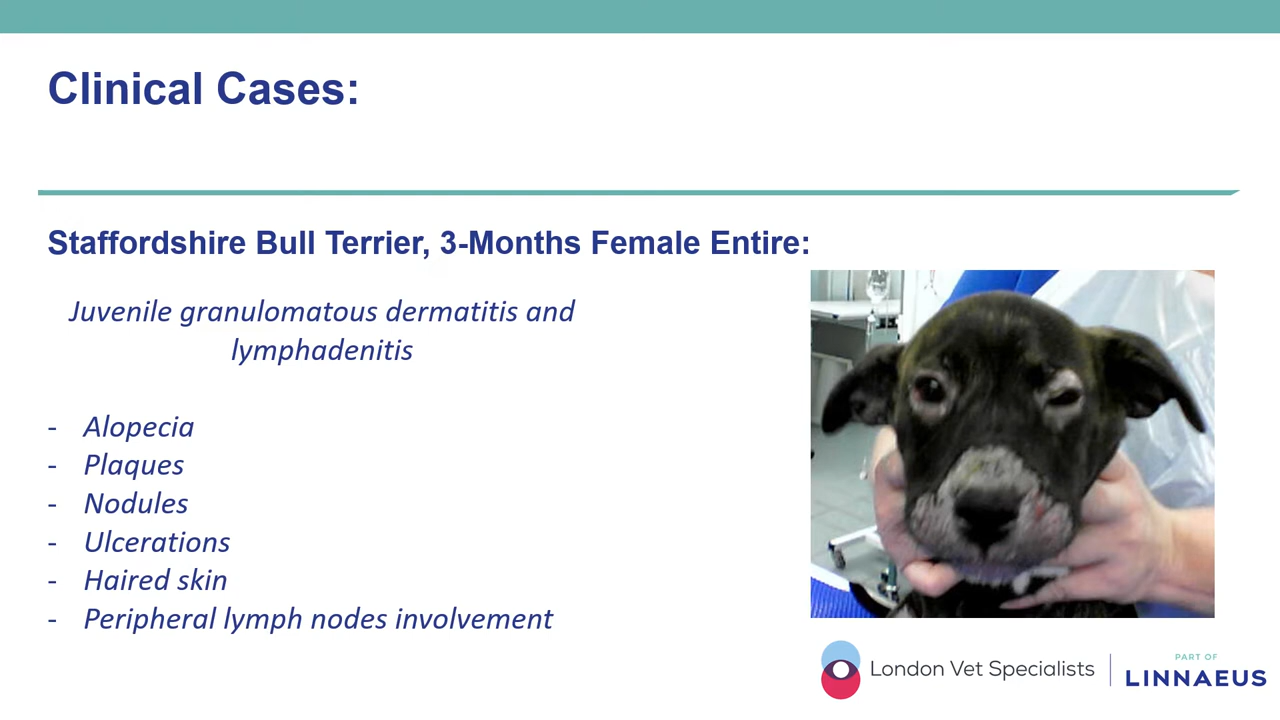 Clinical Cases:
Staffordshire Bull Terrier, 3-Months Female Entire:
Juvenile granulomatous dermatitis and
lymphadenitis
- Alopecia
- Plaques
- Nodules
- Ulcerations
- Haired skin
- Peripheral lymph nodes involvement
London Vet Specialists
PART OF
LINNAEUS